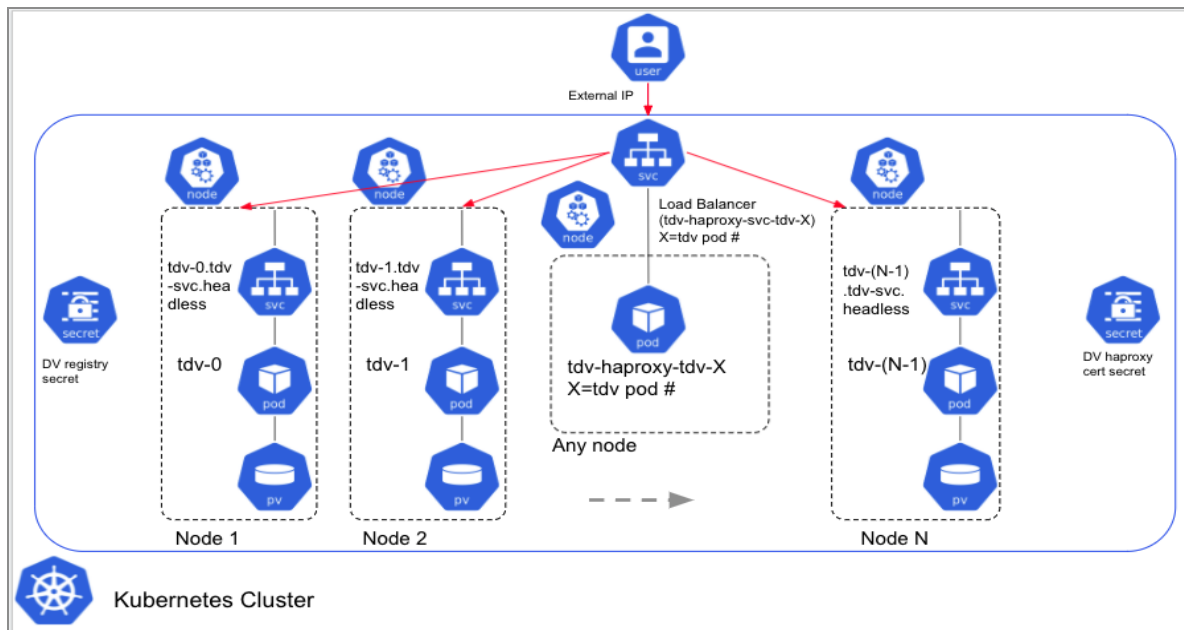 user
External IP
svc
node
node
node
node
Load Balancer
(tdv-haproxy-svc-tdv-X)
X=tdv pod #
tdv-0.tdv
-svc.hea
dless
svc
tdv-1.tdv
-svc.hea
dless
svc
tdv-(N-1)
.tdv-svc.
headless
svc
secret
DV registry
secret
secret
DV haproxy
cert secret
tdv-0
pod
tdv-1
pod
pod
tdv-haproxy-tdv-X
X=tdv pod #
tdv-(N-1)
pod
pv
pv
pv
Any node
Node 1
Node 2
Node N
Kubernetes Cluster